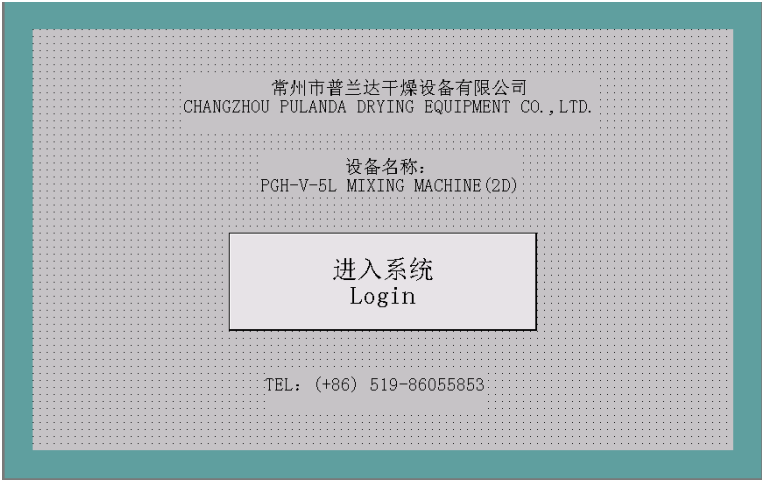 常州市普兰达干燥设备有限公司
CHANGZHOU PULANDA DRYING EQUIPMENT CO.,LTD.
设备名称:
PGH-V-5L MIXING MACHINE(2D)
进入系统
Login
TEL: (+86) 519-86055853